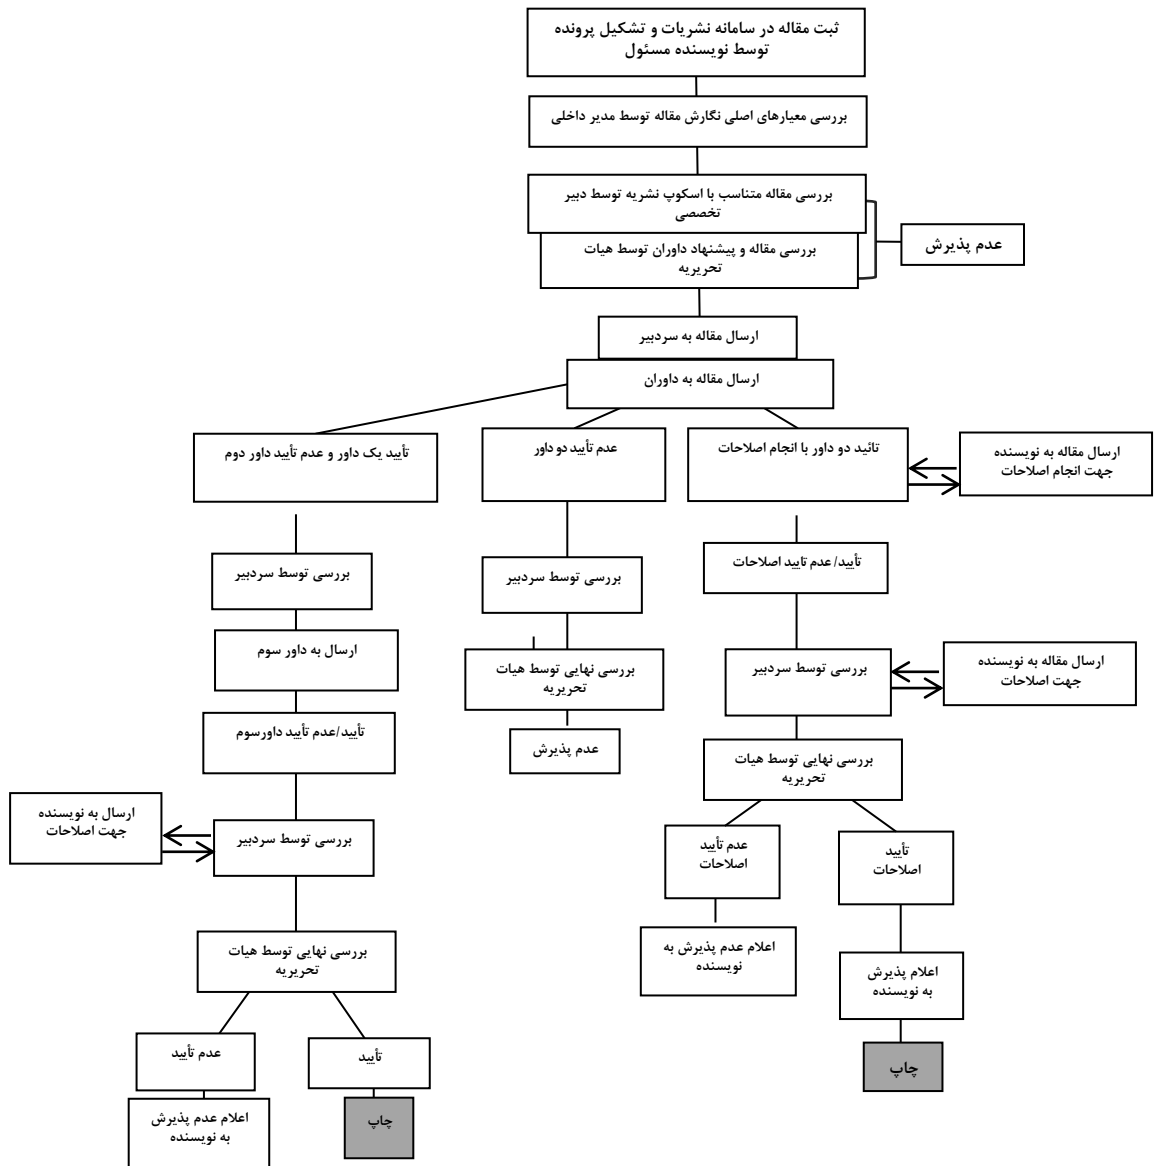 ثبت مقاله در سامانه نشریات و تشکیل پرونده
توسط نویسنده مسئول
بررسی معیارهای اصلی نگارش مقاله توسط مدیر داخلی
بررسی مقاله متناسب با اسکوپ نشریه توسط دبیر
تخصصی
بررسی مقاله و پیشنهاد داوران توسط هیات
تحریریه
عدم پذیرش
ارسال مقاله به سردبیر
ارسال مقاله به داوران
تائید دو داور با انجام اصلاحات
ارسال مقاله به نویسنده
جهت انجام اصلاحات
تأیید/عدم تایید اصلاحات
بررسی توسط سردبیر
ارسال مقاله به نویسنده
جهت اصلاحات
بررسی نهایی توسط هیات
تحریریه
تأیید
اصلاحات
اعلام پذیرش
به نویسنده
چاپ
عدم تأیید
اصلاحات
اعلام عدم پذیرش به
نویسنده
عدم تأیید دو داور
بررسی توسط سردبیر
بررسی نهایی توسط هیات
تحریریه
عدم پذیرش
تأیید یک داور و عدم تأیید داور دوم
بررسی توسط سردبیر
ارسال به داور سوم
تأیید/عدم تأیید داورسوم
بررسی توسط سردبیر
ارسال به نویسنده
جهت اصلاحات
بررسی نهایی توسط هیات
تحریریه
تأیید
چاپ
عدم تأیید
اعلام عدم پذیرش
به نویسنده